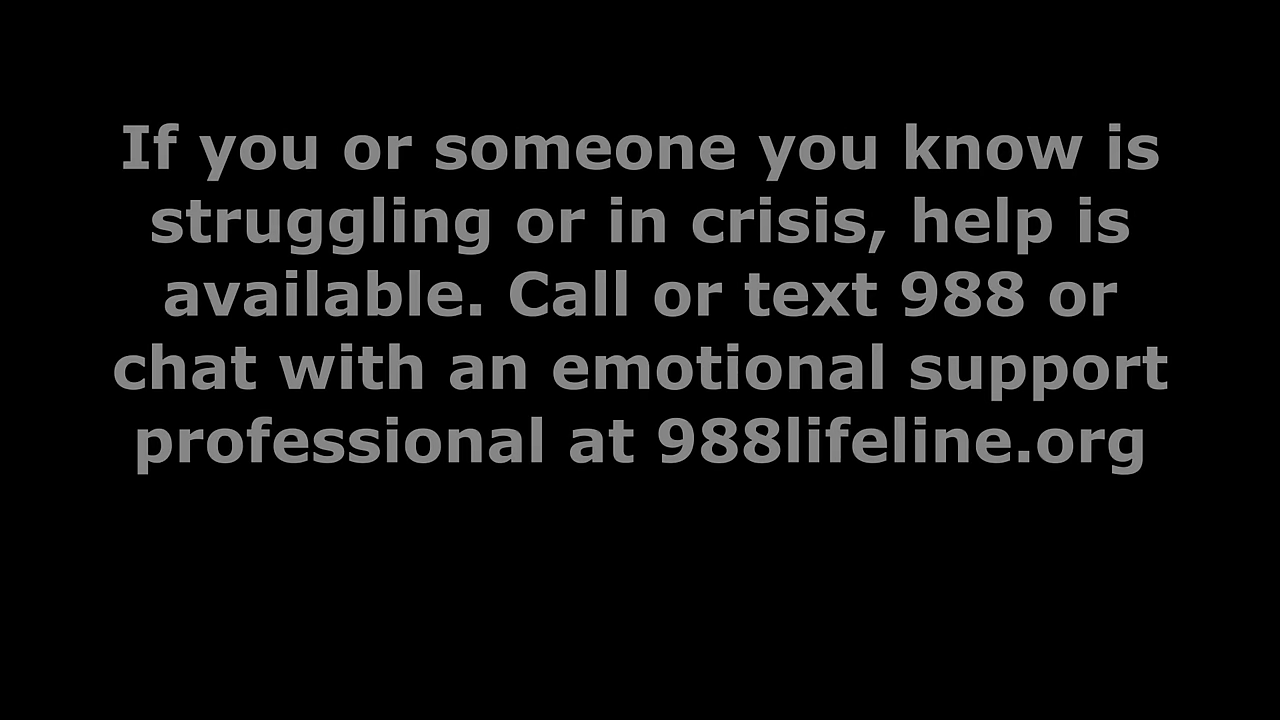 If you or someone you know is
struggling or in crisis, help is
available. Call or text 988 or
chat with an emotional support
professional at 988lifeline.org